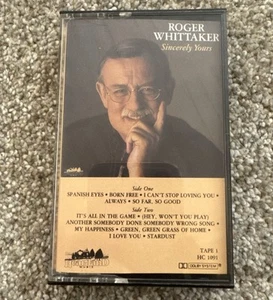 ROGER
WHITTAKER
Sincerely Yours
Side One
SPANISH EYES • BORN FREE • I CAN'T STOP LOVING YOU •
ALWAYS • SO FAR, SO GOOD
Side Two
IT'S ALL IN THE GAME • (HEY, WON'T YOU PLAY)
ANOTHER SOMEBODY DONE SOMEBODY WRONG SONG •
MY HAPPINESS • GREEN, GREEN GRASS OF HOME •
I LOVE YOU • STARDUST
TAPE 1
HC 1091
DOLBY SYSTEM